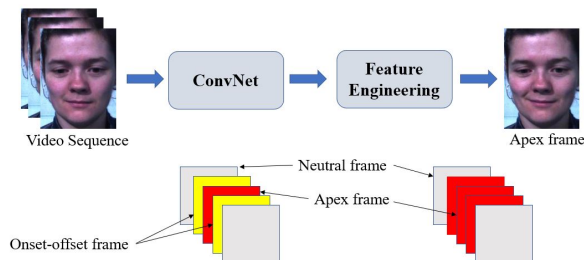 ConvNet
Feature
Engineering
Video Sequence
Apex frame
Neutral frame
Apex frame
Onset-offset frame